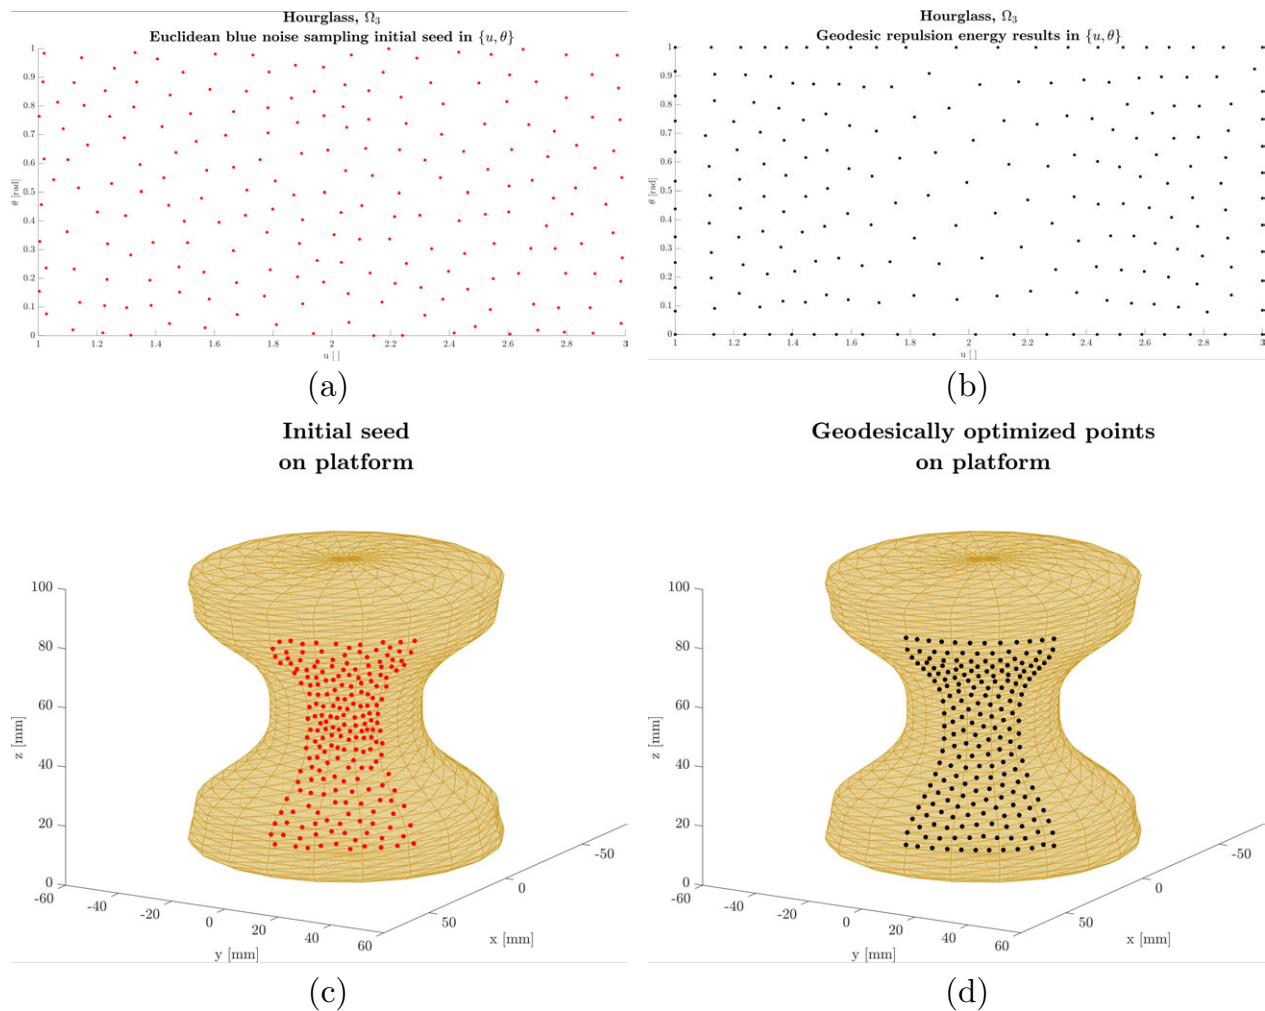 Hourglass, Ω₃
Euclidean blue noise sampling initial seed in {u, θ}
1
0.9
0.8
0.7
0.6
0.5
0.4
0.3
0.2
0.1
0
θ [rad]
1 1.2 1.4 1.6 1.8 2 2.2 2.4 2.6 2.8 3
u [ ]
(a)
Hourglass, Ω₃
Geodesic repulsion energy results in {u, θ}
1
0.9
0.8
0.7
0.6
0.5
0.4
0.3
0.2
0.1
0
θ [rad]
1 1.2 1.4 1.6 1.8 2 2.2 2.4 2.6 2.8 3
u [ ]
(b)
Initial seed
on platform
100
80
60
40
20
0
z [mm]
-60 -40 -20 0 20 40 60
y [mm]
50 0 -50
x [mm]
(c)
Geodesically optimized points
on platform
100
80
60
40
20
0
z [mm]
-60 -40 -20 0 20 40 60
y [mm]
50 0 -50
x [mm]
(d)